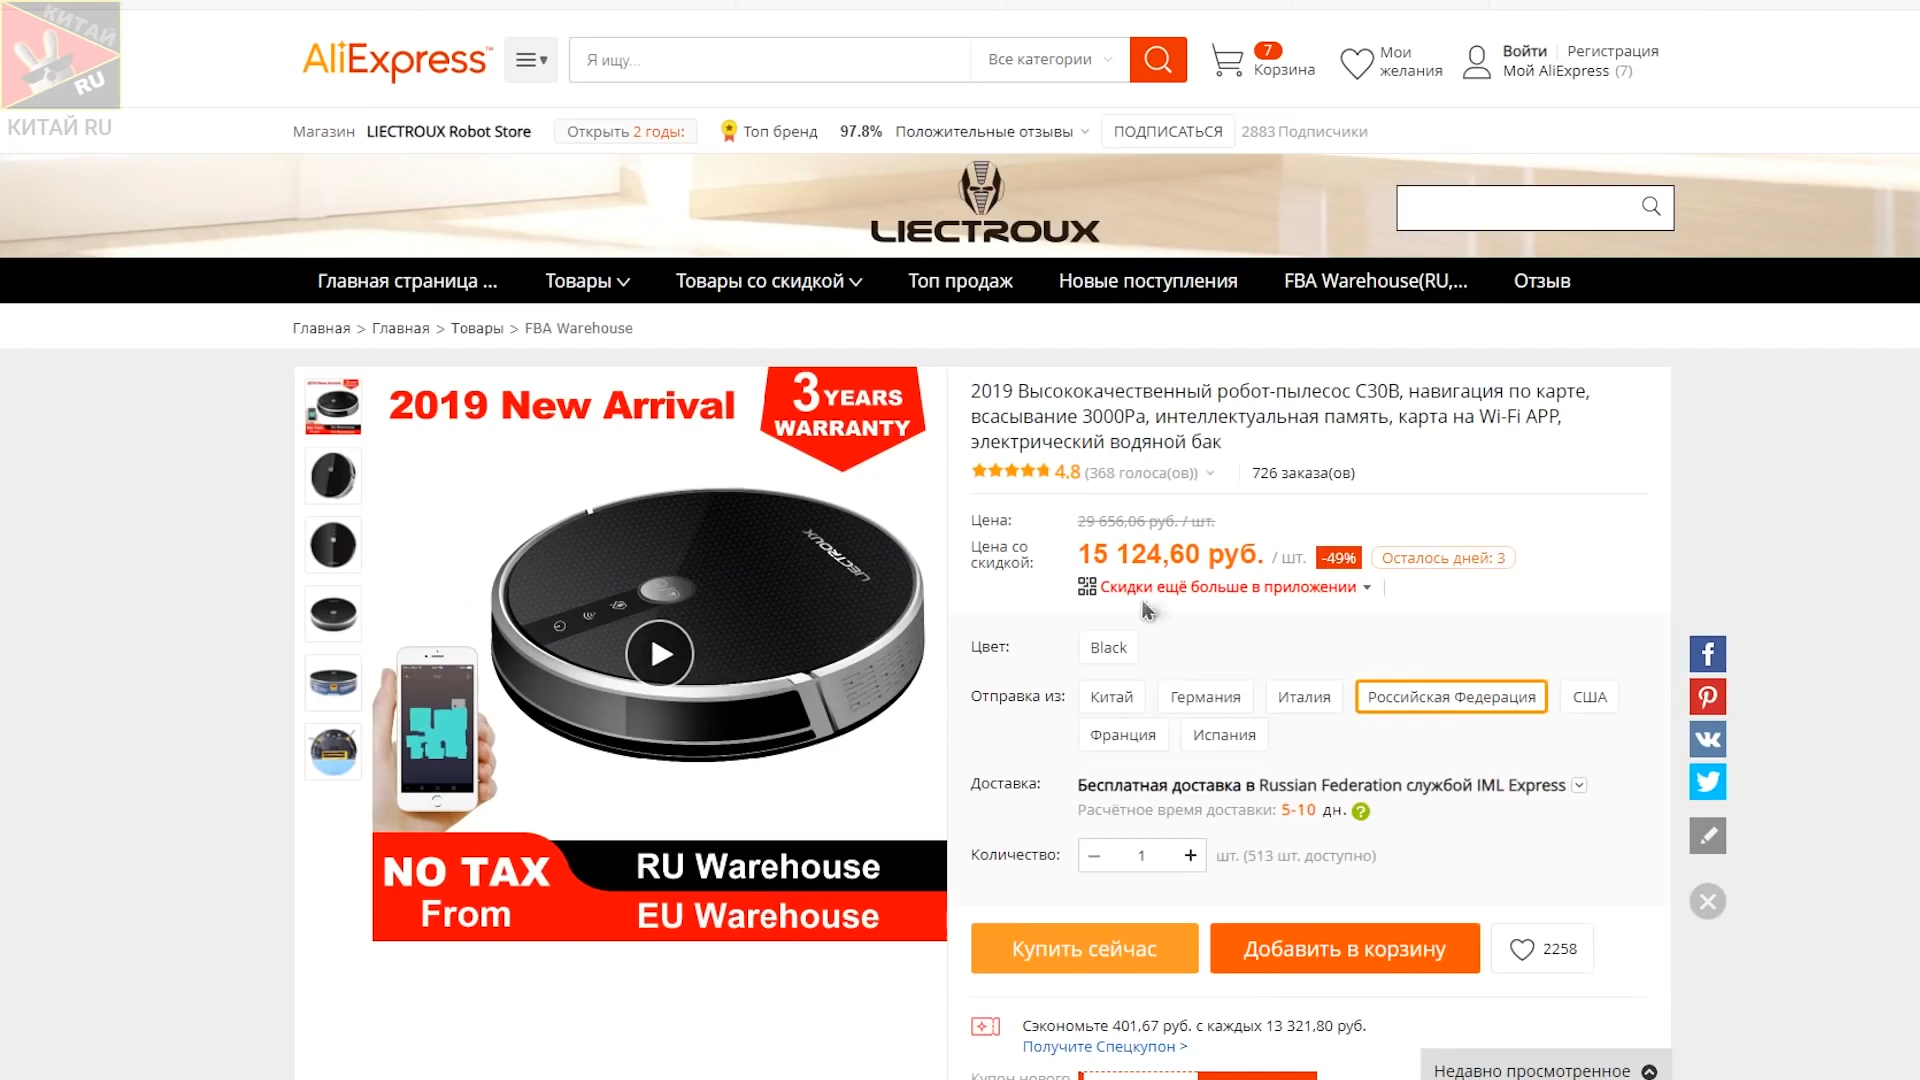 КИТАЙ
RU
КИТАЙ RU
AliExpress™
Я ищу...
Все категории
7
Корзина
Мои
желания
Войти
Регистрация
Мой AliExpress (7)
Магазин LIECTROUX Robot Store
Открыть 2 годы:
Топ бренд
97.8% Положительные отзывы
ПОДПИСАТЬСЯ
2883 Подписчики
LIECTROUX
Главная страница ...
Товары
Товары со скидкой
Топ продаж
Новые поступления
FBA Warehouse(RU,...
Отзыв
Главная > Главная > Товары > FBA Warehouse
2019 New Arrival
3 YEARS
WARRANTY
LIECTROUX
NO TAX
From
RU Warehouse
EU Warehouse
2019 Высококачественный робот-пылесос C30B, навигация по карте,
всасывание 3000Pa, интеллектуальная память, карта на Wi-Fi APP,
электрический водяной бак
4.8 (368 голоса(ов))
726 заказа(ов)
Цена:
29 656,06 руб. / шт.
Цена со
скидкой:
15 124,60 руб. / шт.
-49%
Осталось дней: 3
Скидки ещё больше в приложении
Цвет:
Black
Отправка из:
Китай
Германия
Италия
Российская Федерация
США
Франция
Испания
Доставка:
Бесплатная доставка в Russian Federation службой IML Express
Расчётное время доставки: 5-10 дн. ?
Количество:
− 1 +
шт. (513 шт. доступно)
Купить сейчас
Добавить в корзину
2258
Сэкономьте 401,67 руб. с каждых 13 321,80 руб.
Получите Спецкупон >
Купон нового
Недавно просмотренное